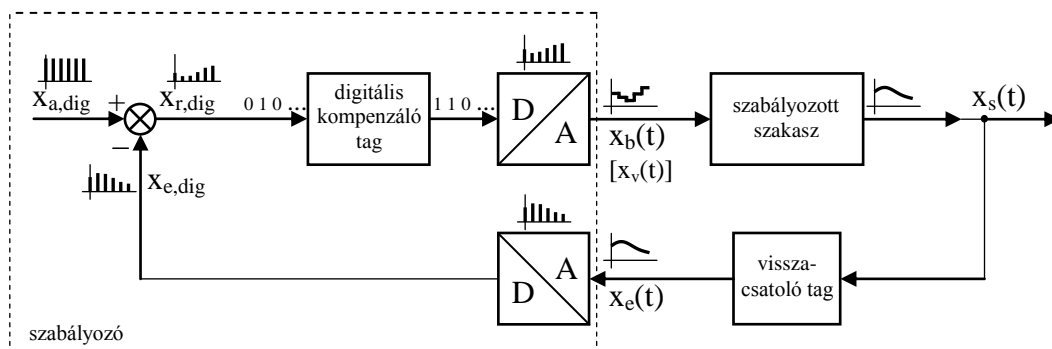 x_a,dig
+
−
x_r,dig
0 1 0 ...
digitális
kompenzáló
tag
1 1 0 ...
D
A
x_b(t)
[x_v(t)]
szabályozott
szakasz
x_s(t)
x_e,dig
D
A
x_e(t)
vissza-
csatoló tag
szabályozó